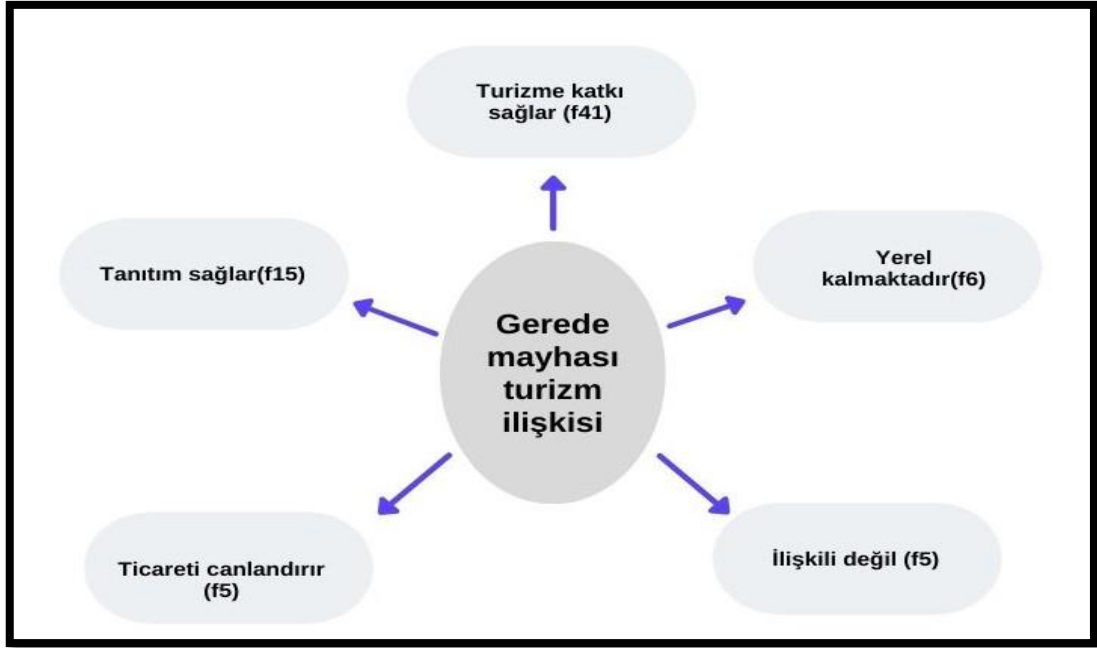 Turizme katkı
sağlar (f41)
Tanıtım sağlar(f15)
Yerel
kalmaktadır(f6)
Gerede
mayhası
turizm
ilişkisi
Ticareti canlandırır
(f5)
İlişkili değil (f5)